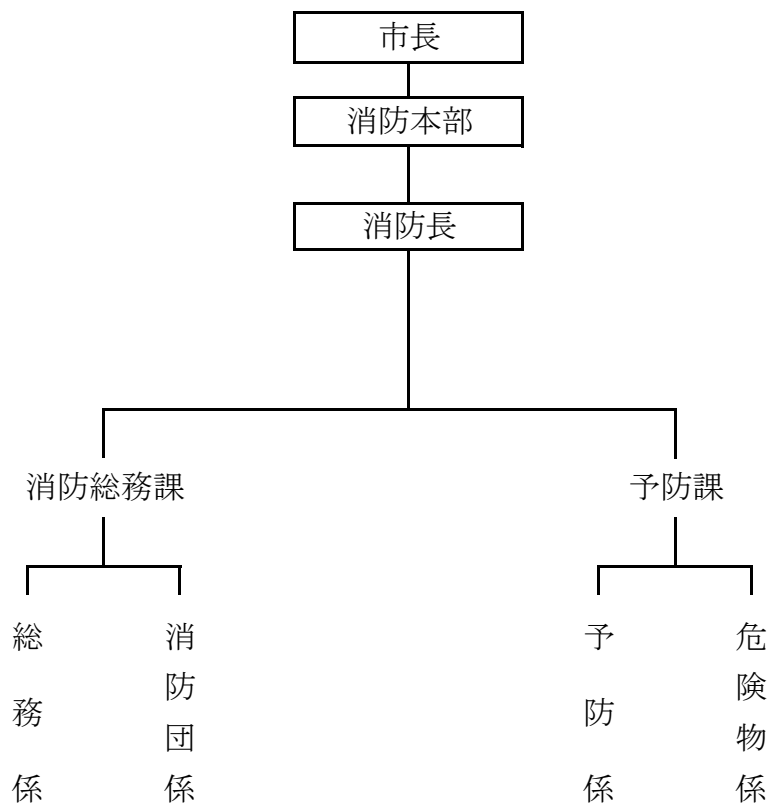 市長
消防本部
消防長
消防総務課
予防課
総務係
消防団係
予防係
危険物係